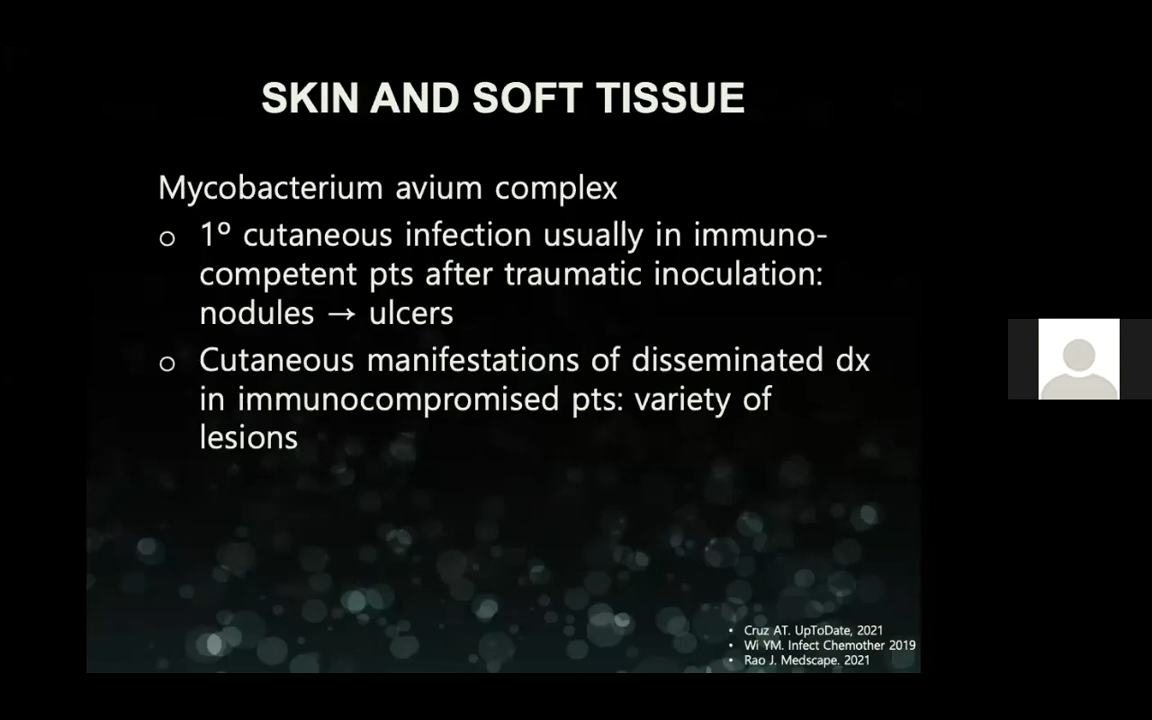 SKIN AND SOFT TISSUE
Mycobacterium avium complex
○ 1º cutaneous infection usually in immuno-
competent pts after traumatic inoculation:
nodules → ulcers
○ Cutaneous manifestations of disseminated dx
in immunocompromised pts: variety of
lesions
• Cruz AT. UpToDate, 2021
• Wi YM. Infect Chemother 2019
• Rao J. Medscape. 2021